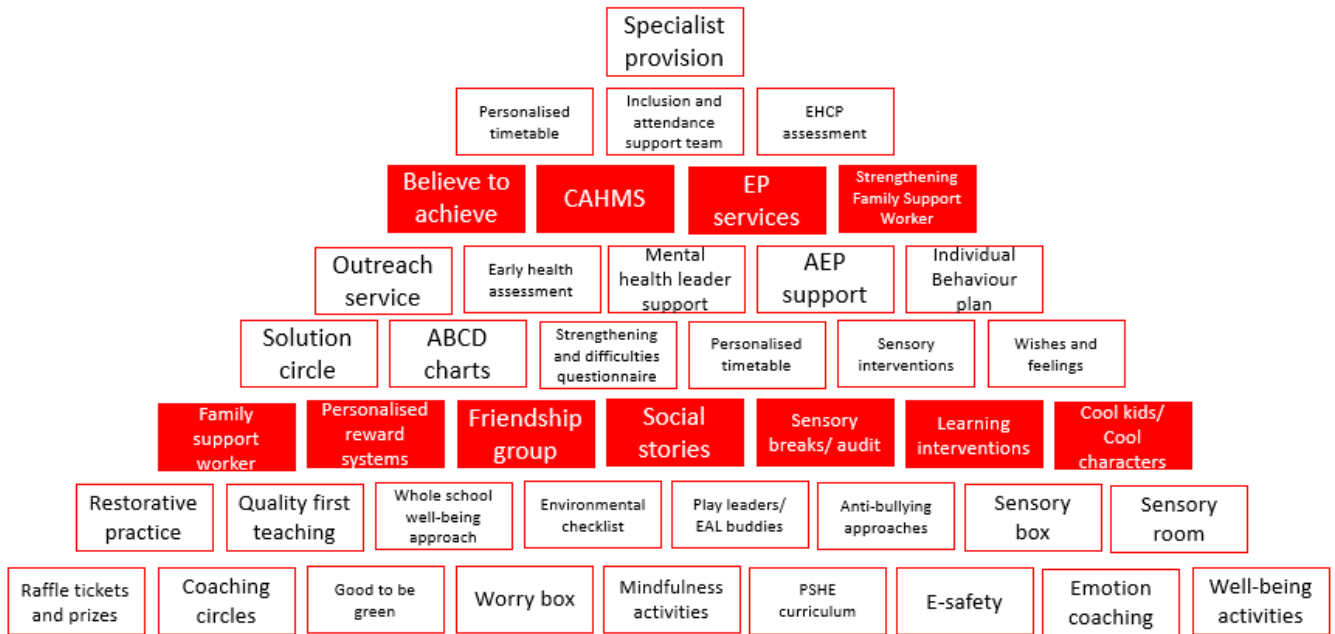 Specialist
provision
Personalised
timetable
Inclusion and
attendance
support team
EHCP
assessment
Believe to
achieve
CAHMS
EP
services
Strengthening
Family Support
Worker
Outreach
service
Early health
assessment
Mental
health leader
support
AEP
support
Individual
Behaviour
plan
Solution
circle
ABCD
charts
Strengthening
and difficulties
questionnaire
Personalised
timetable
Sensory
interventions
Wishes and
feelings
Family
support
worker
Personalised
reward
systems
Friendship
group
Social
stories
Sensory
breaks/ audit
Learning
interventions
Cool kids/
Cool
characters
Restorative
practice
Quality first
teaching
Whole school
well-being
approach
Environmental
checklist
Play leaders/
EAL buddies
Anti-bullying
approaches
Sensory
box
Sensory
room
Raffle tickets
and prizes
Coaching
circles
Good to be
green
Worry box
Mindfulness
activities
PSHE
curriculum
E-safety
Emotion
coaching
Well-being
activities